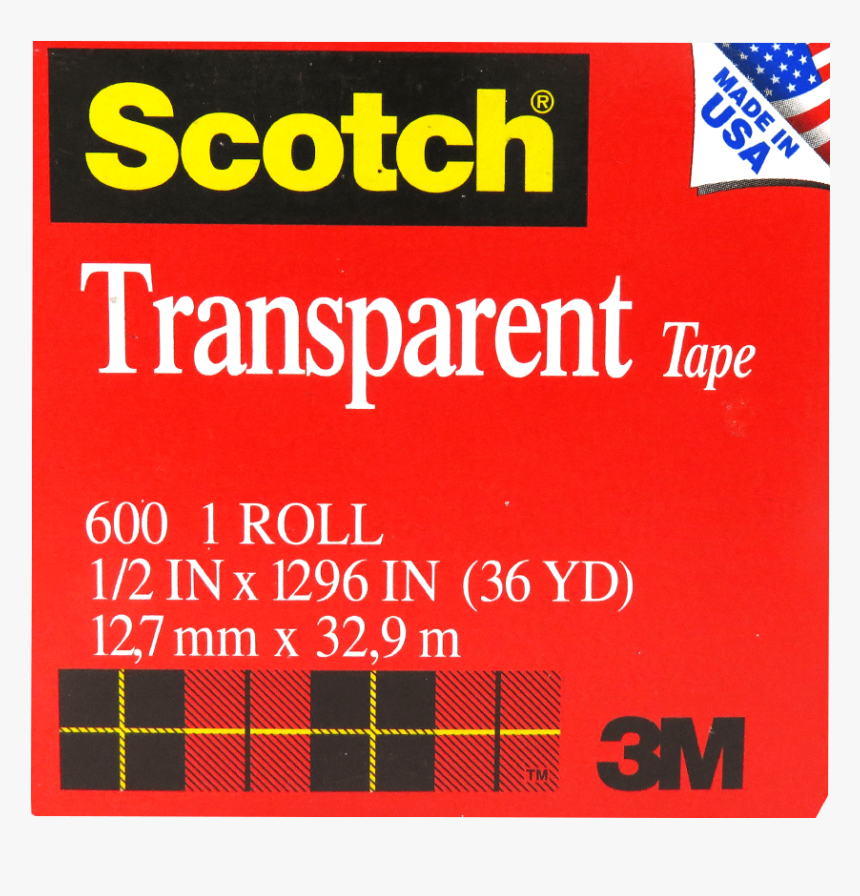 Scotch®
MADE IN
USA
Transparent Tape
600 1 ROLL
1/2 IN x 1296 IN (36 YD)
12,7 mm x 32,9 m
TM
3M